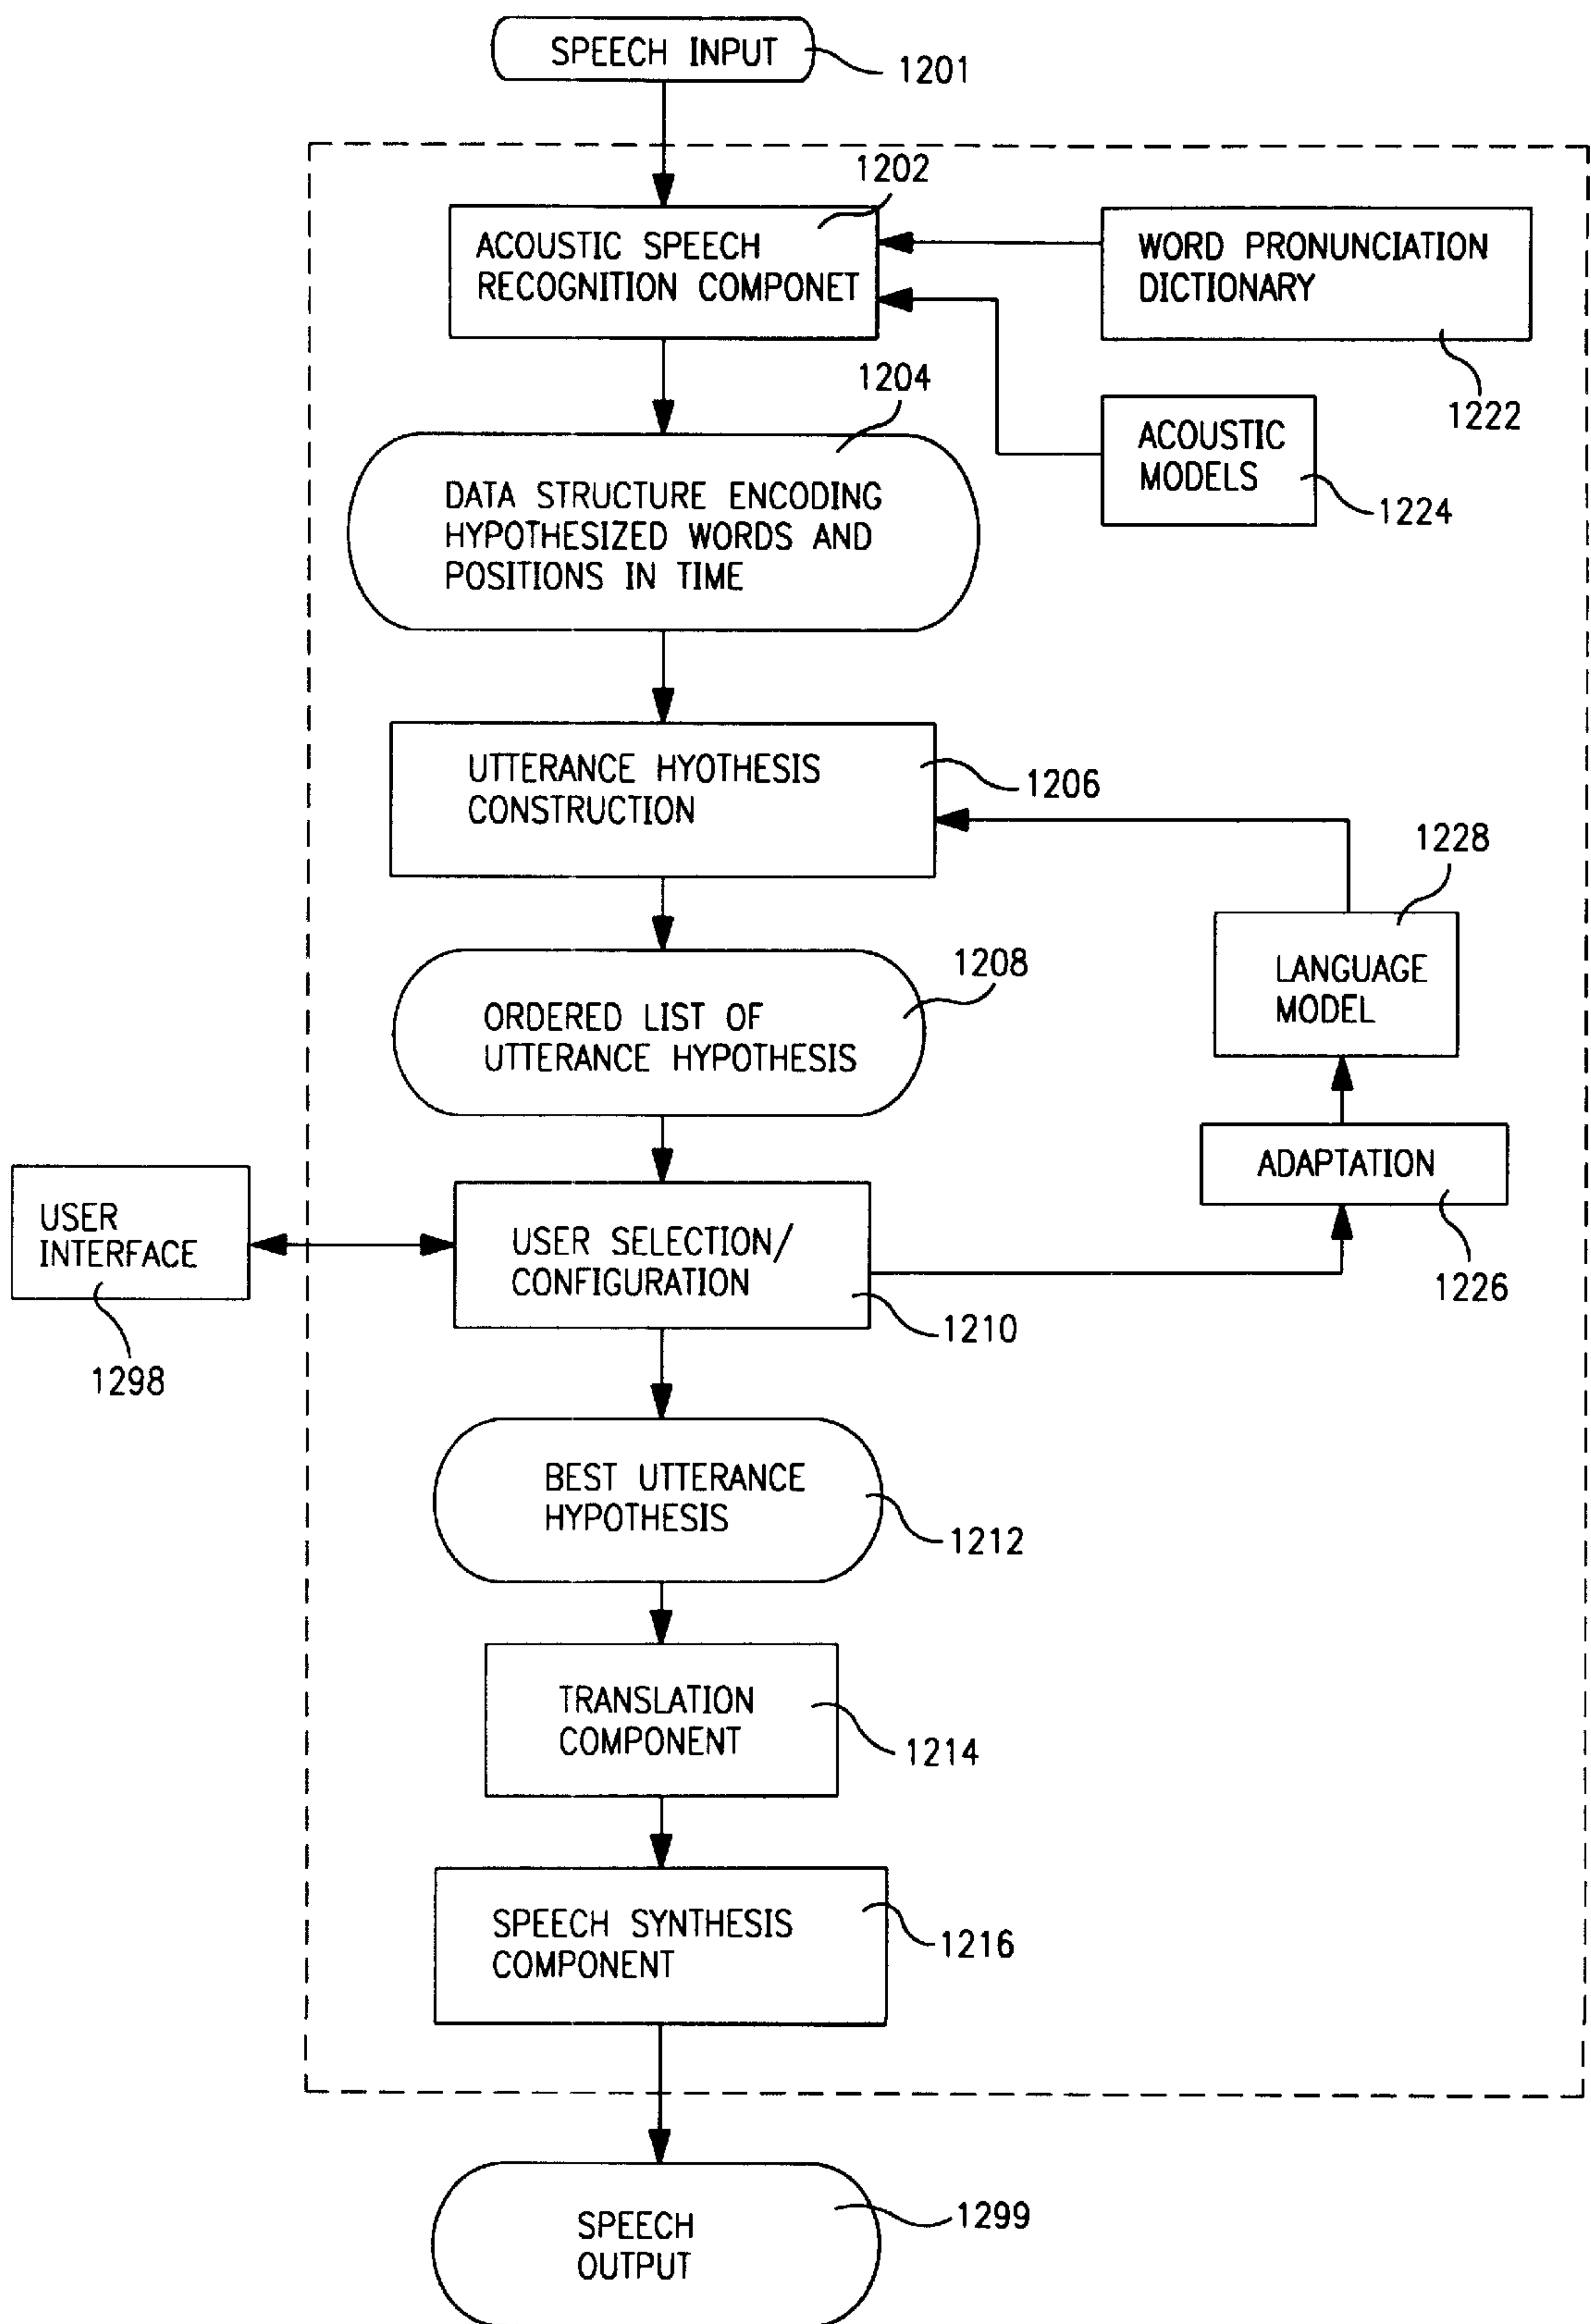 SPEECH INPUT
1201
1202
ACOUSTIC SPEECH
RECOGNITION COMPONET
WORD PRONUNCIATION
DICTIONARY
1222
1204
ACOUSTIC
MODELS
1224
DATA STRUCTURE ENCODING
HYPOTHESIZED WORDS AND
POSITIONS IN TIME
UTTERANCE HYOTHESIS
CONSTRUCTION
1206
1228
LANGUAGE
MODEL
1208
ORDERED LIST OF
UTTERANCE HYPOTHESIS
ADAPTATION
1226
USER
INTERFACE
1298
USER SELECTION/
CONFIGURATION
1210
BEST UTTERANCE
HYPOTHESIS
1212
TRANSLATION
COMPONENT
1214
SPEECH SYNTHESIS
COMPONENT
1216
SPEECH
OUTPUT
1299